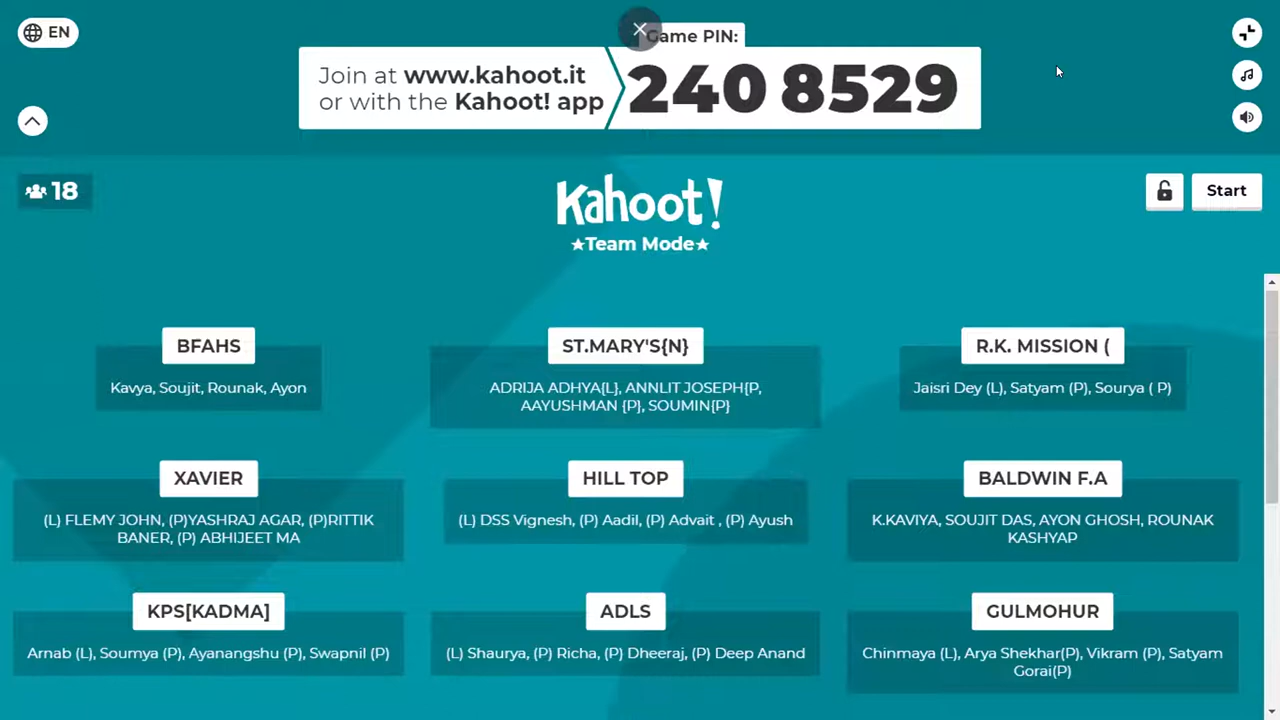 EN
Game PIN:
Join at www.kahoot.it
or with the Kahoot! app
240 8529
18
Kahoot!
★Team Mode★
Start
BFAHS
Kavya, Soujit, Rounak, Ayon
ST.MARY'S{N}
ADRIJA ADHYA{L}, ANNLIT JOSEPH{P,
AAYUSHMAN {P}, SOUMIN{P}
R.K. MISSION (
Jaisri Dey (L), Satyam (P), Sourya ( P)
XAVIER
(L) FLEMY JOHN, (P)YASHRAJ AGAR, (P)RITTIK
BANER, (P) ABHIJEET MA
HILL TOP
(L) DSS Vignesh, (P) Aadil, (P) Advait , (P) Ayush
BALDWIN F.A
K.KAVIYA, SOUJIT DAS, AYON GHOSH, ROUNAK
KASHYAP
KPS[KADMA]
Arnab (L), Soumya (P), Ayanangshu (P), Swapnil (P)
ADLS
(L) Shaurya, (P) Richa, (P) Dheeraj, (P) Deep Anand
GULMOHUR
Chinmaya (L), Arya Shekhar(P), Vikram (P), Satyam
Gorai(P)